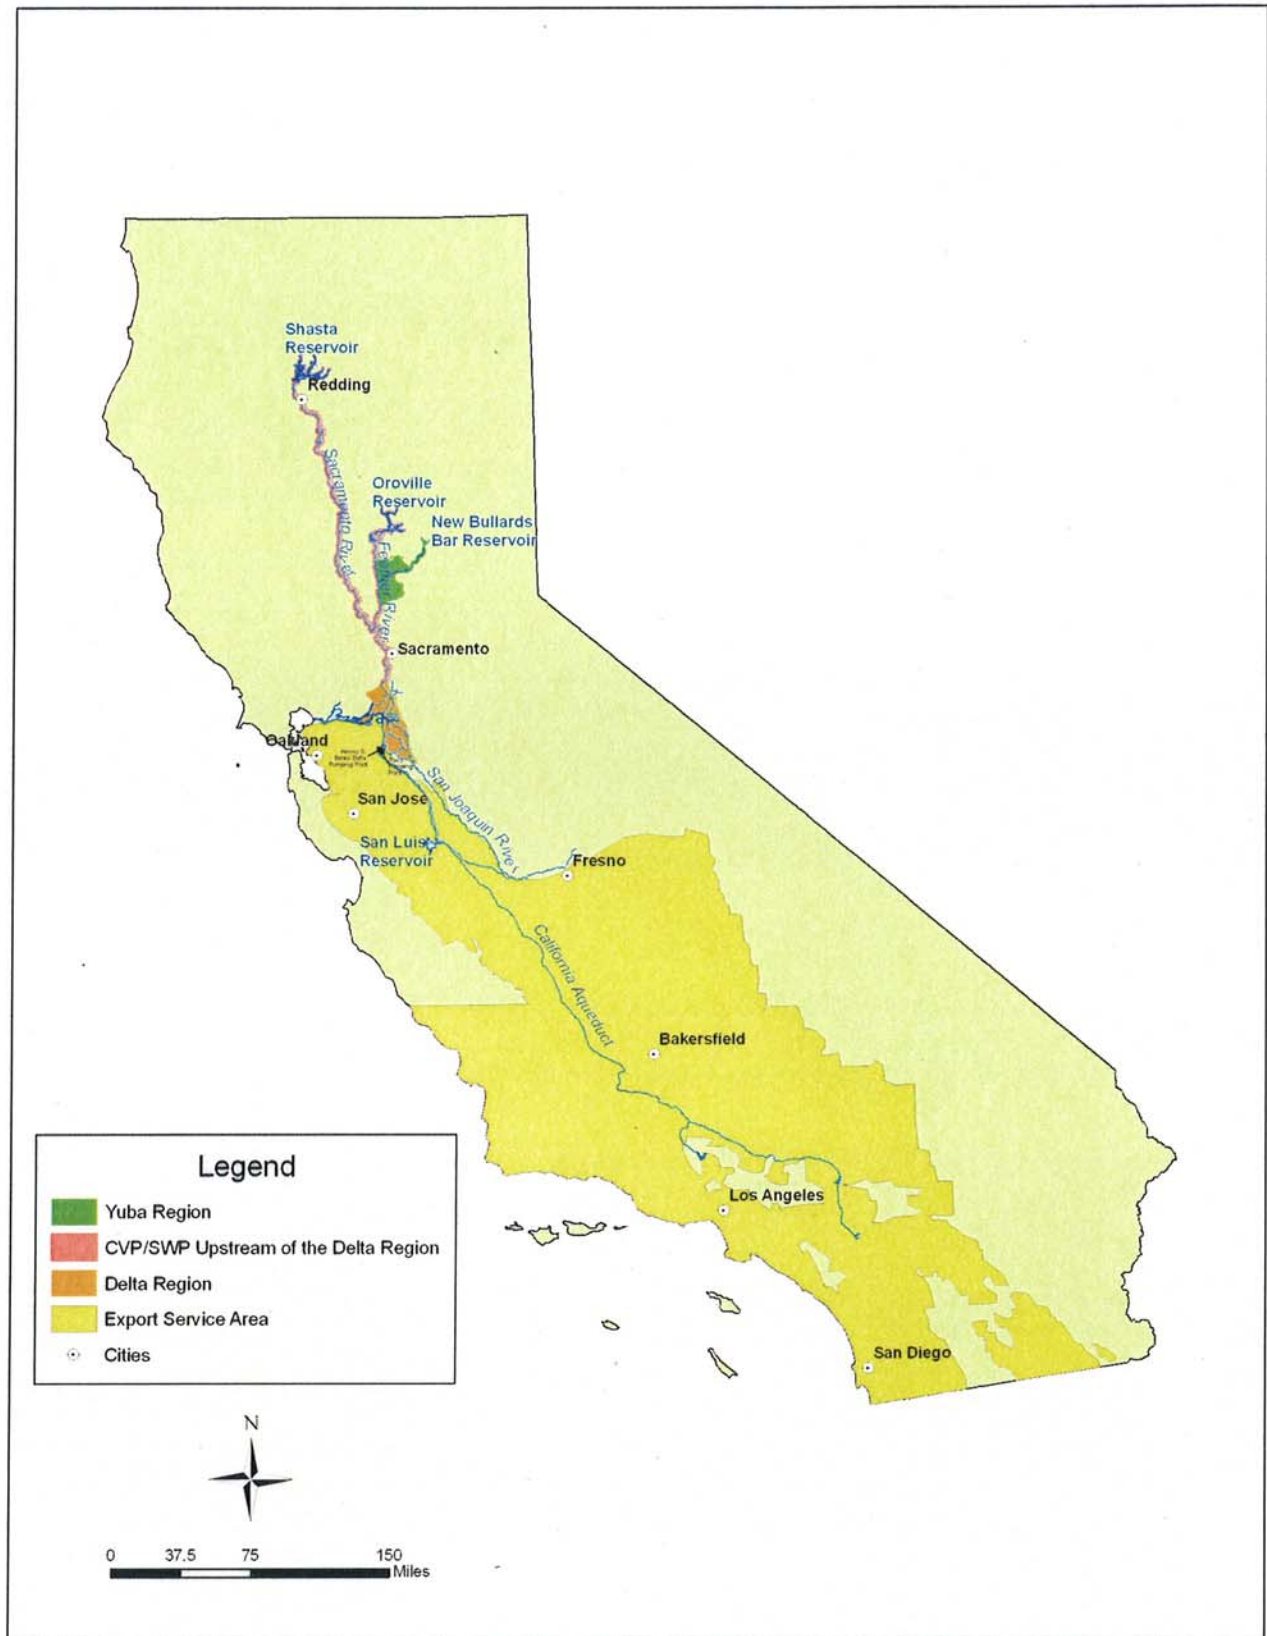 Shasta
Reservoir
Redding
Sacramento River
Oroville
Reservoir
New Bullards
Bar Reservoir
Feather River
Sacramento
Oakland
San Jose
San Joaquin River
San Luis
Reservoir
Fresno
California Aqueduct
Bakersfield
Los Angeles
San Diego
Legend
Yuba Region
CVP/SWP Upstream of the Delta Region
Delta Region
Export Service Area
Cities
N
0 37.5 75 150
Miles